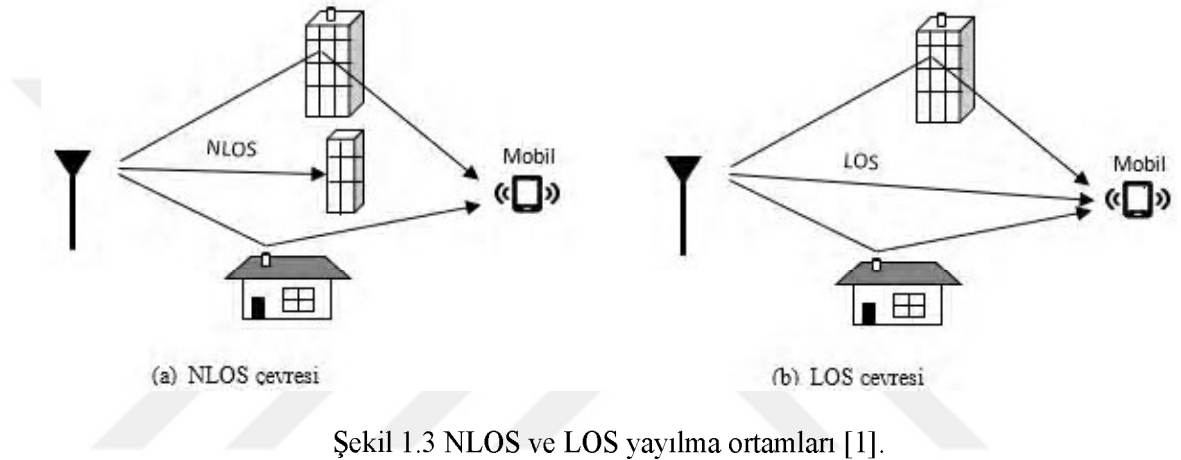 NLOS
Mobil
(a) NLOS çevresi
LOS
Mobil
(b) LOS çevresi
Şekil 1.3 NLOS ve LOS yayılma ortamları [1].